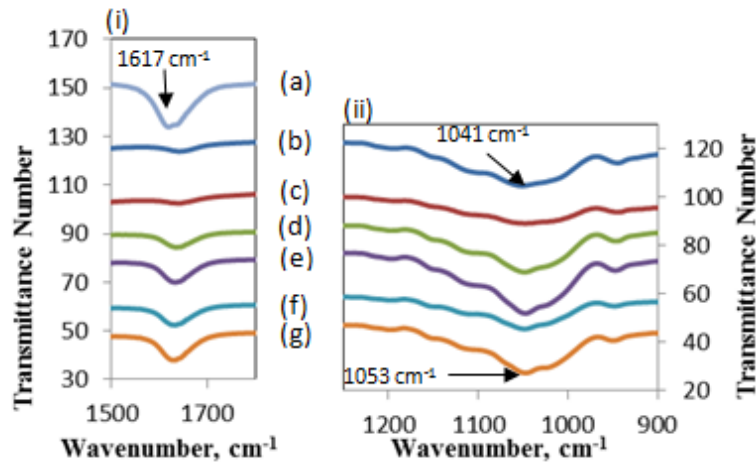 (i)
170
150
130
110
90
70
50
30
Transmittance Number
1617 cm-1
1500
1700
Wavenumber, cm-1
(a)
(b)
(c)
(d)
(e)
(f)
(g)
(ii)
1041 cm-1
1053 cm-1
120
100
80
60
40
20
Transmittance Number
1200
1100
1000
900
Wavenumber, cm-1